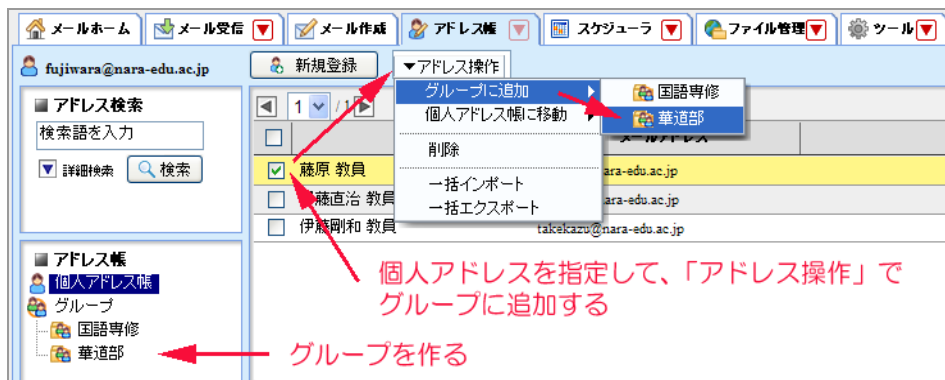 メールホーム メール受信 メール作成 アドレス帳 スケジューラ ファイル管理 ツール
fujiwara@nara-edu.ac.jp 新規登録 ▼アドレス操作
■ アドレス検索
検索語を入力
詳細検索 検索
1 / 1
グループに追加 国語専修
個人アドレス帳に移動 華道部
削除
一括インポート
一括エクスポート
メールアドレス
藤原 教員 ara-edu.ac.jp
藤直治 教員 ara-edu.ac.jp
伊藤剛和 教員 takekazu@nara-edu.ac.jp
■ アドレス帳
個人アドレス帳
グループ
国語専修
華道部
個人アドレスを指定して、「アドレス操作」で
グループに追加する
グループを作る